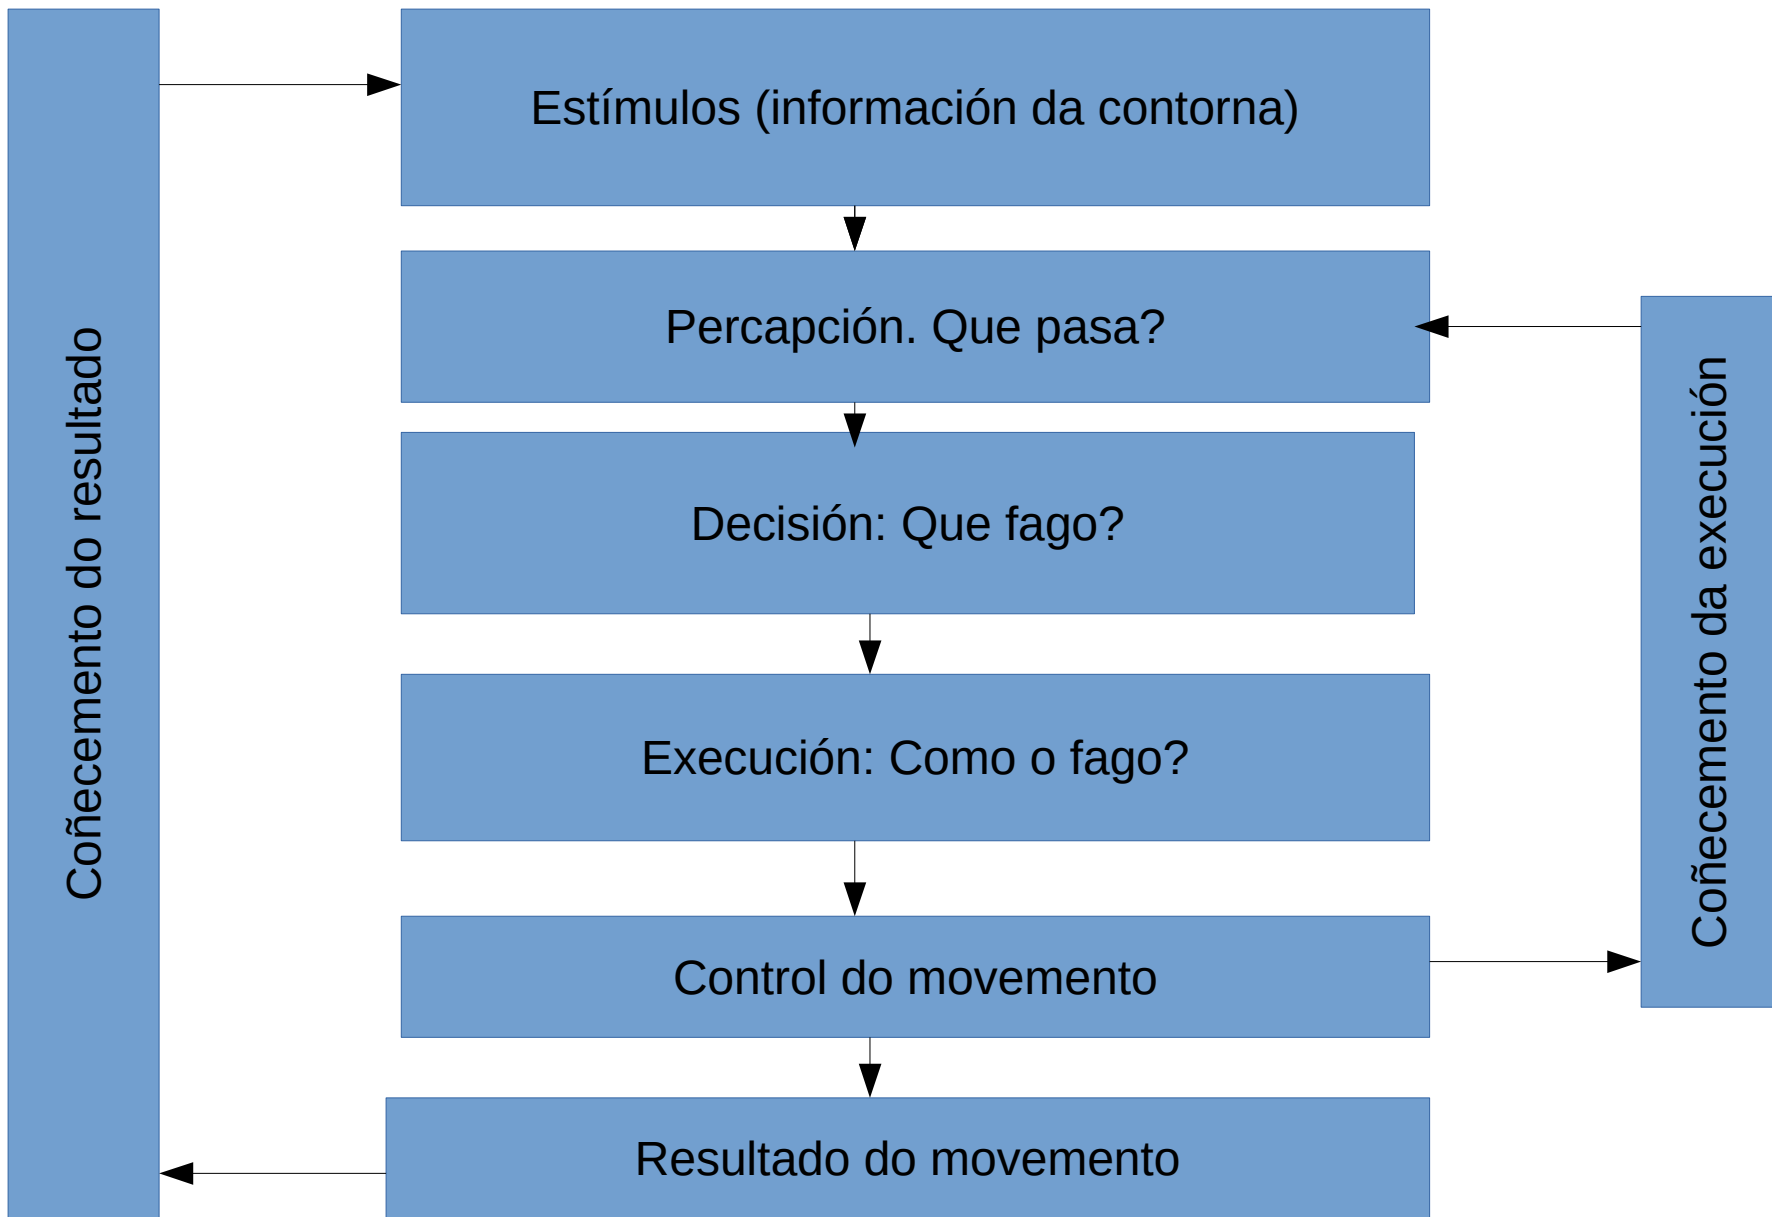 Estímulos (información da contorna)
Percapción. Que pasa?
Decisión: Que fago?
Execución: Como o fago?
Control do movemento
Resultado do movemento
Coñecemento do resultado
Coñecemento da execución